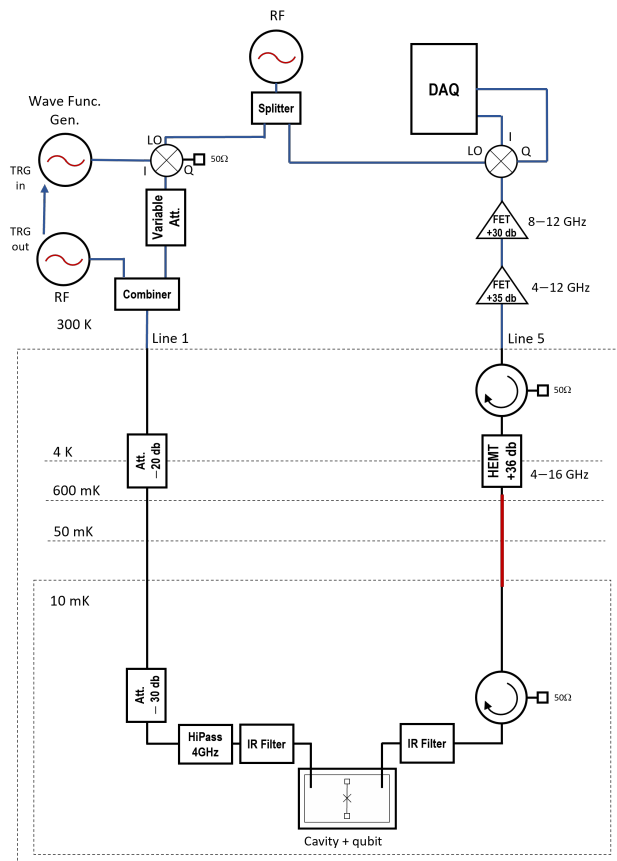 RF
Splitter
DAQ
Wave Func.
Gen.
LO
I
Q
50Ω
LO
I
Q
TRG
in
TRG
out
RF
Variable
Att.
Combiner
FET
+30 db
8−12 GHz
FET
+35 db
4−12 GHz
300 K
Line 1
Line 5
50Ω
4 K
Att.
−20 db
HEMT
+36 db
4−16 GHz
600 mK
50 mK
10 mK
Att.
− 30 db
50Ω
HiPass
4GHz
IR Filter
IR Filter
Cavity + qubit